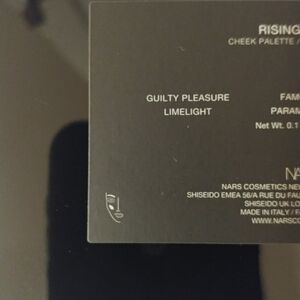 RISING
CHEEK PALETTE /
GUILTY PLEASURE
FAM
LIMELIGHT
PARAM
Net Wt. 0.1
NA
NARS COSMETICS NE
SHISEIDO EMEA 56/A RUE DU FAU
SHISEIDO UK LO
MADE IN ITALY / F
WWW.NARSCO